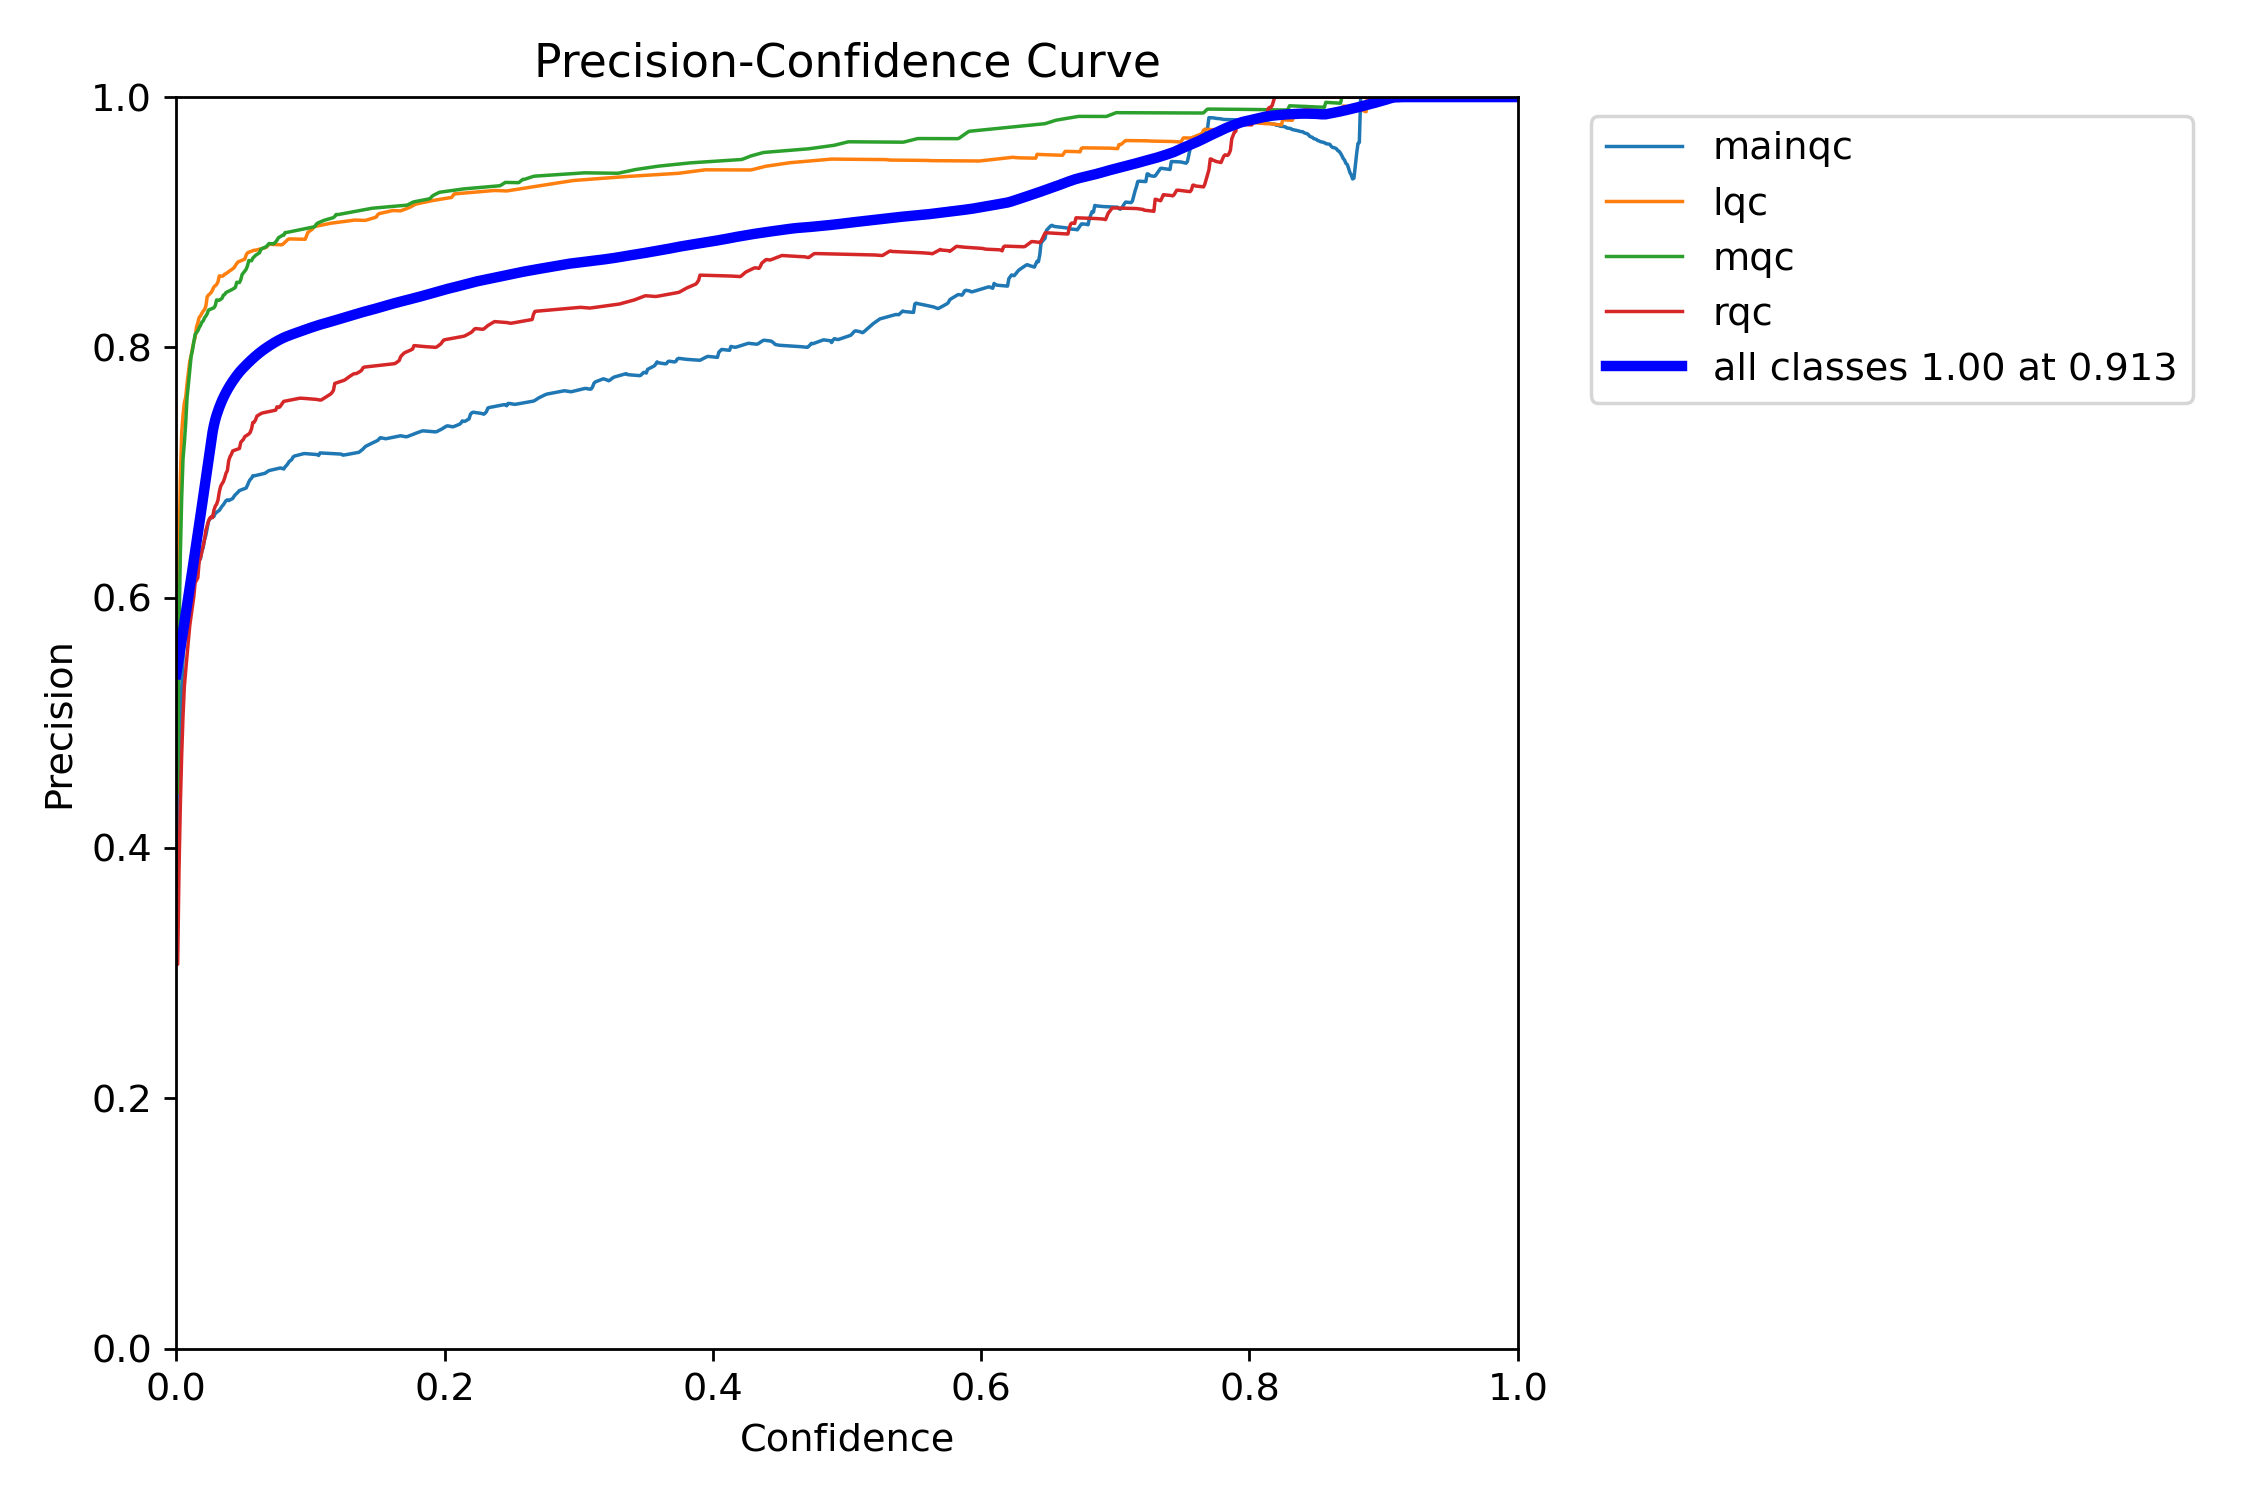 Precision-Confidence Curve
1.0
0.8
0.6
0.4
0.2
0.0
Precision
0.0 0.2 0.4 0.6 0.8 1.0
Confidence
mainqc
lqc
mqc
rqc
all classes 1.00 at 0.913